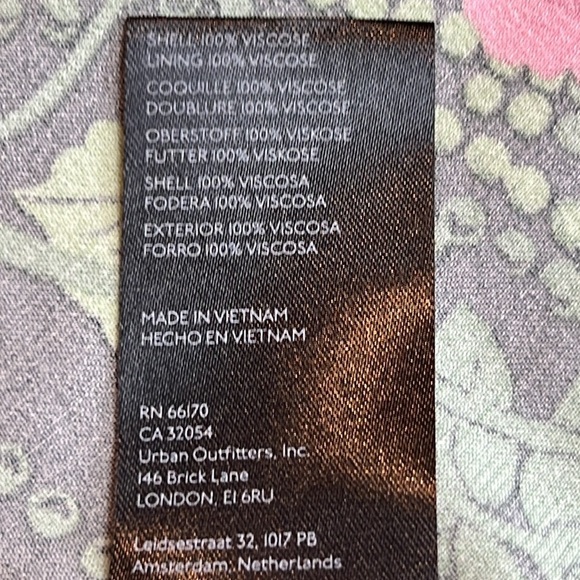 SHELL 100% VISCOSE
LINING 100% VISCOSE
COQUILLE 100% VISCOSE
DOUBLURE 100% VISCOSE
OBERSTOFF 100% VISKOSE
FUTTER 100% VISKOSE
SHELL 100% VISCOSA
FODERA 100% VISCOSA
EXTERIOR 100% VISCOSA
FORRO 100% VISCOSA
MADE IN VIETNAM
HECHO EN VIETNAM
RN 66170
CA 32054
Urban Outfitters, Inc.
146 Brick Lane
LONDON, E1 6RU
Leidsestraat 32, 1017 PB
Amsterdam, Netherlands